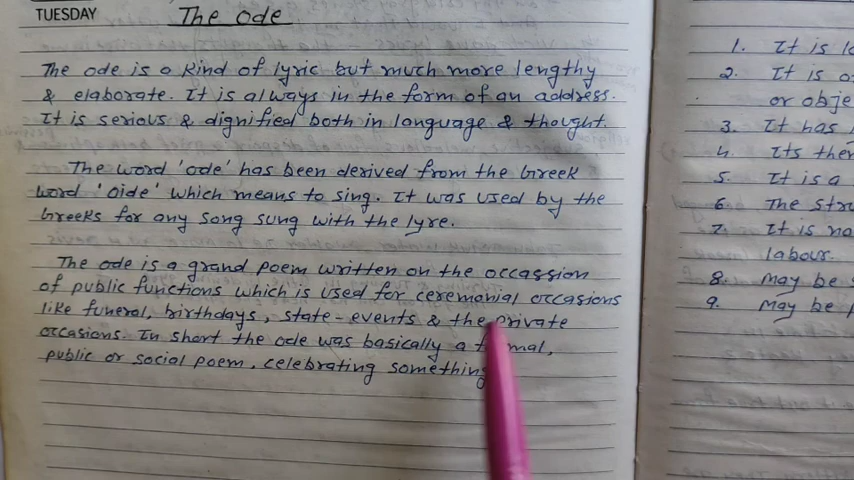 TUESDAY
The ode
The ode is a kind of lyric but much more lengthy
& elaborate. It is always in the form of an address.
It is serious & dignified both in language & thought.
The word 'ode' has been derived from the Greek
word 'oide' which means to sing. It was used by the
Greeks for any song sung with the lyre.
The ode is a grand poem written on the occassion
of public functions which is used for ceremonial occasions
like funeral, birthdays, state-events & the private
occasions. In short the ode was basically a
public or social poem, celebrating something
1. It is
2. It is
or
3. It has
4. Its
5. It is a
6. The
7. It is
labour.
8. May be
9. May be